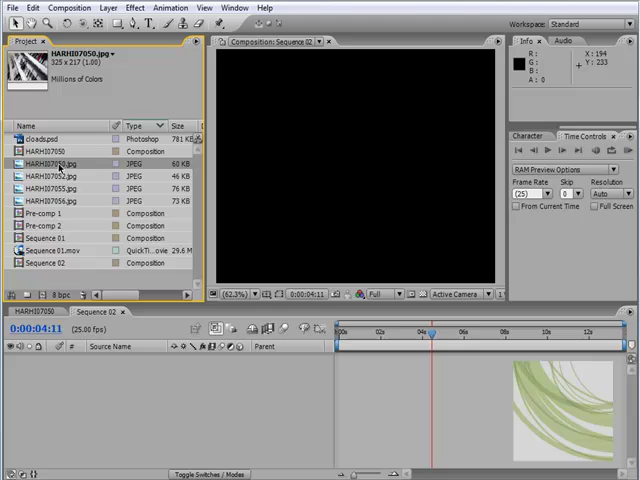 File Edit Composition Layer Effect Animation View Window Help
Workspace: Standard
Project
HARHI07050.jpg
325 x 217 (1.00)
Millions of Colors
Name Type Size
cloads.psd Photoshop 781 KB
HARHI07050 Composition
HARHI07050.jpg JPEG 60 KB
HARHI07052.jpg JPEG 46 KB
HARHI07055.jpg JPEG 76 KB
HARHI07056.jpg JPEG 73 KB
Pre-comp 1 Composition
Pre-comp 2 Composition
Sequence 01 Composition
Sequence 01.mov QuickTi...ovie 29.6 M
Sequence 02 Composition
8 bpc
Composition: Sequence 02
(62.3%) 0:00:04:11 Full Active Camera 1
Info Audio
R :
G :
B :
A : 0
X : 194
Y : 233
Character Time Controls
RAM Preview Options
Frame Rate Skip Resolution
(25) 0 Auto
From Current Time Full Screen
HARHI07050 Sequence 02
0:00:04:11 (25.00 fps)
# Source Name Parent
:00s 02s 04s 06s 08s 10s 12s
Toggle Switches / Modes